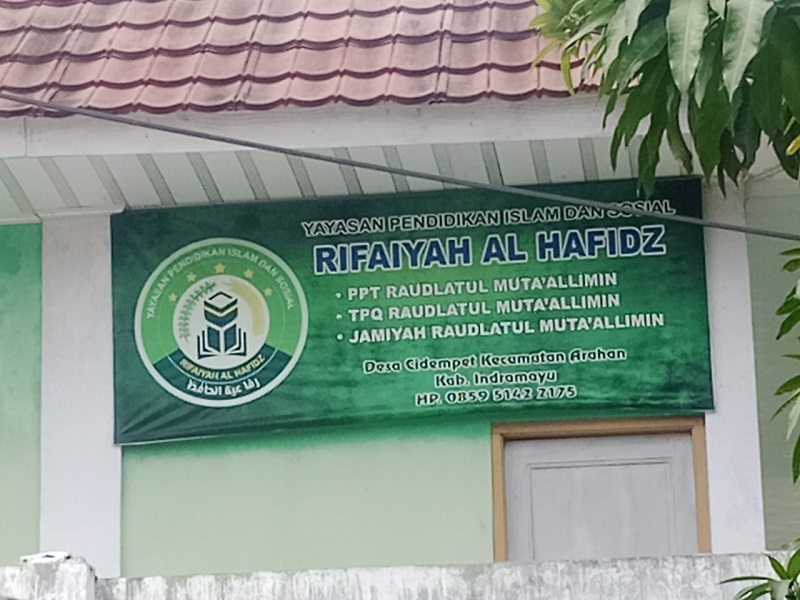 YAYASAN PENDIDIKAN ISLAM DAN SOSIAL
RIFAIYAH AL HAFIDZ
• PPT RAUDLATUL MUTA'ALLIMIN
• TPQ RAUDLATUL MUTA'ALLIMIN
• JAMIYAH RAUDLATUL MUTA'ALLIMIN
Desa Cidempet Kecamatan Arahan
Kab. Indramayu
HP. 0859 5142 2175
YAYASAN PENDIDIKAN ISLAM DAN SOSIAL
RIFAIYAH AL HAFIDZ